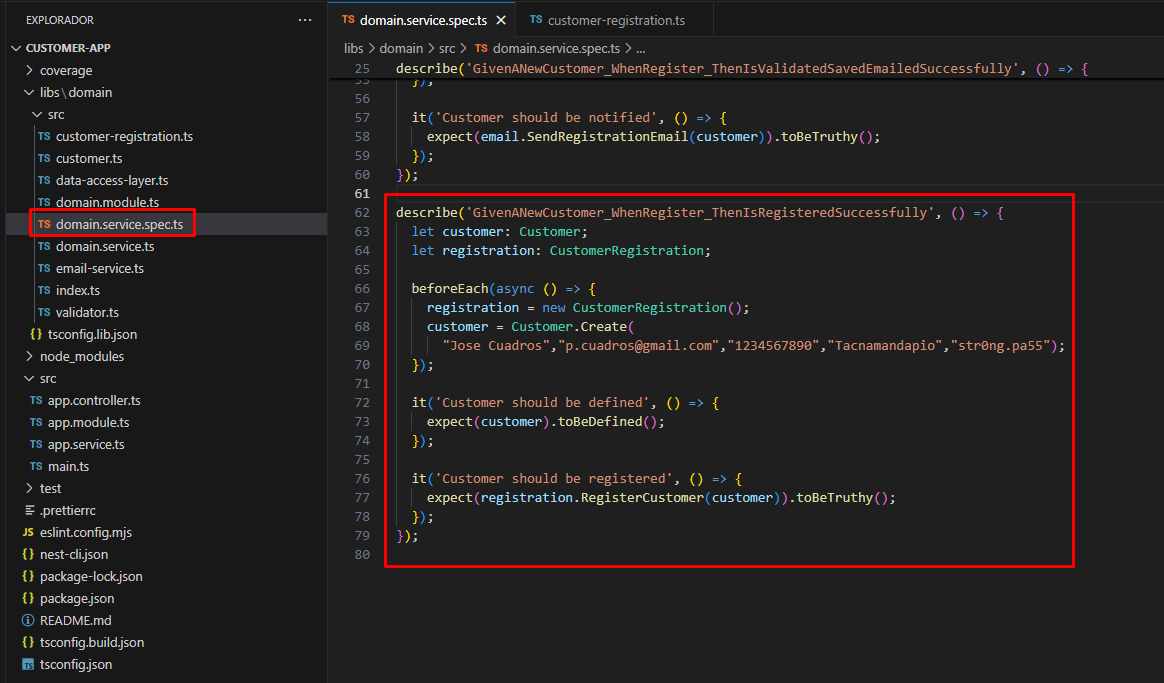 EXPLORADOR ...
CUSTOMER-APP
coverage
libs\domain
src
TS customer-registration.ts
TS customer.ts
TS data-access-layer.ts
TS domain.module.ts
TS domain.service.spec.ts
TS domain.service.ts
TS email-service.ts
TS index.ts
TS validator.ts
{} tsconfig.lib.json
node_modules
src
TS app.controller.ts
TS app.module.ts
TS app.service.ts
TS main.ts
test
.prettierrc
JS eslint.config.mjs
{} nest-cli.json
{} package-lock.json
{} package.json
README.md
{} tsconfig.build.json
TS tsconfig.json
TS domain.service.spec.ts TS customer-registration.ts
libs > domain > src > TS domain.service.spec.ts > ...
25 describe('GivenANewCustomer_WhenRegister_ThenIsValidatedSavedEmailedSuccessfully', () => {
55 });
56
57 it('Customer should be notified', () => {
58 expect(email.SendRegistrationEmail(customer)).toBeTruthy();
59 });
60 });
61
62 describe('GivenANewCustomer_WhenRegister_ThenIsRegisteredSuccessfully', () => {
63 let customer: Customer;
64 let registration: CustomerRegistration;
65
66 beforeEach(async () => {
67 registration = new CustomerRegistration();
68 customer = Customer.Create(
69 "Jose Cuadros","p.cuadros@gmail.com","1234567890","Tacnamandapio","str0ng.pa55");
70 });
71
72 it('Customer should be defined', () => {
73 expect(customer).toBeDefined();
74 });
75
76 it('Customer should be registered', () => {
77 expect(registration.RegisterCustomer(customer)).toBeTruthy();
78 });
79 });
80